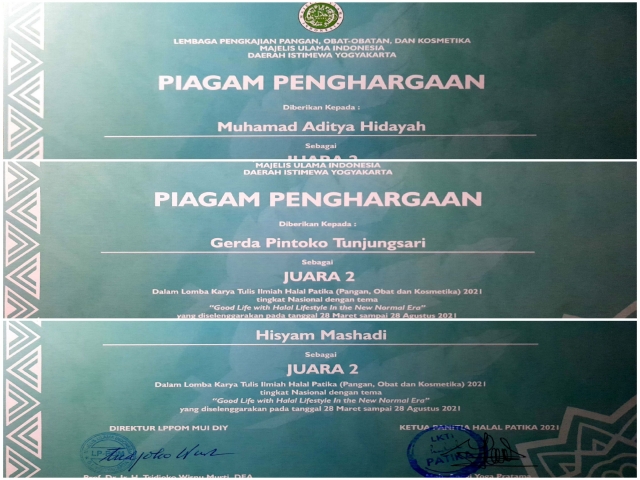 LEMBAGA PENGKAJIAN PANGAN, OBAT-OBATAN, DAN KOSMETIKA
MAJELIS ULAMA INDONESIA
DAERAH ISTIMEWA YOGYAKARTA
PIAGAM PENGHARGAAN
Diberikan Kepada :
Muhamad Aditya Hidayah
Sebagai
JUARA 2
MAJELIS ULAMA INDONESIA
DAERAH ISTIMEWA YOGYAKARTA
PIAGAM PENGHARGAAN
Diberikan Kepada :
Gerda Pintoko Tunjungsari
Sebagai
JUARA 2
Dalam Lomba Karya Tulis Ilmiah Halal Patika (Pangan, Obat dan Kosmetika) 2021
tingkat Nasional dengan tema
"Good Life with Halal Lifestyle In the New Normal Era"
yang diselenggarakan pada tanggal 28 Maret sampai 28 Agustus 2021
Hisyam Mashadi
Sebagai
JUARA 2
Dalam Lomba Karya Tulis Ilmiah Halal Patika (Pangan, Obat dan Kosmetika) 2021
tingkat Nasional dengan tema
"Good Life with Halal Lifestyle In the New Normal Era"
yang diselenggarakan pada tanggal 28 Maret sampai 28 Agustus 2021
DIREKTUR LPPOM MUI DIY
KETUA PANITIA HALAL PATIKA 2021
LKTI
PATIKA
Prof. Dr. Ir. H. Tridjoko Wisnu Murti, DEA
Yoga Pratama